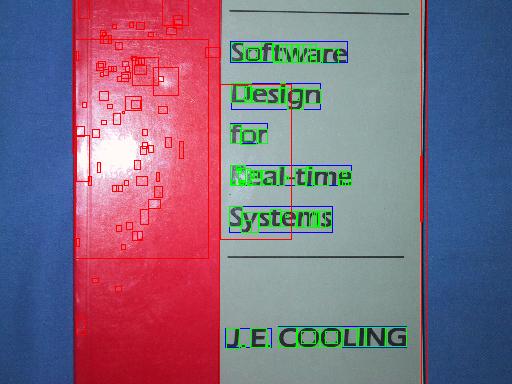 Software
Design
for
Real-time
Systems
J.E. COOLING